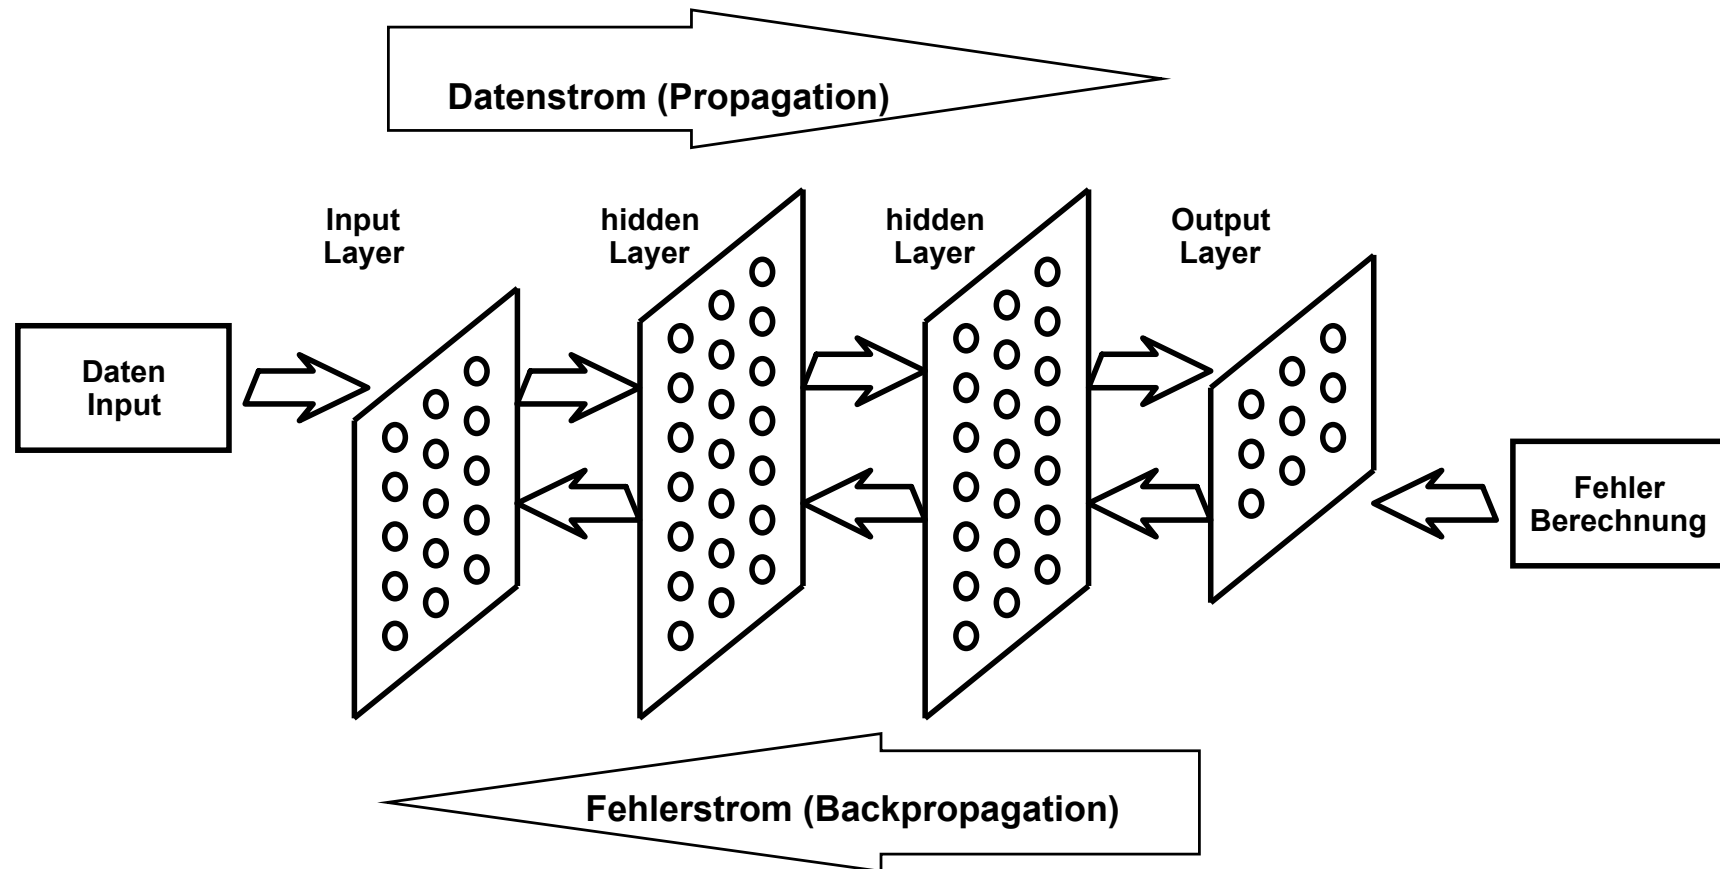 Datenstrom (Propagation)
Input
Layer
hidden
Layer
hidden
Layer
Output
Layer
Daten
Input
Fehler
Berechnung
Fehlerstrom (Backpropagation)